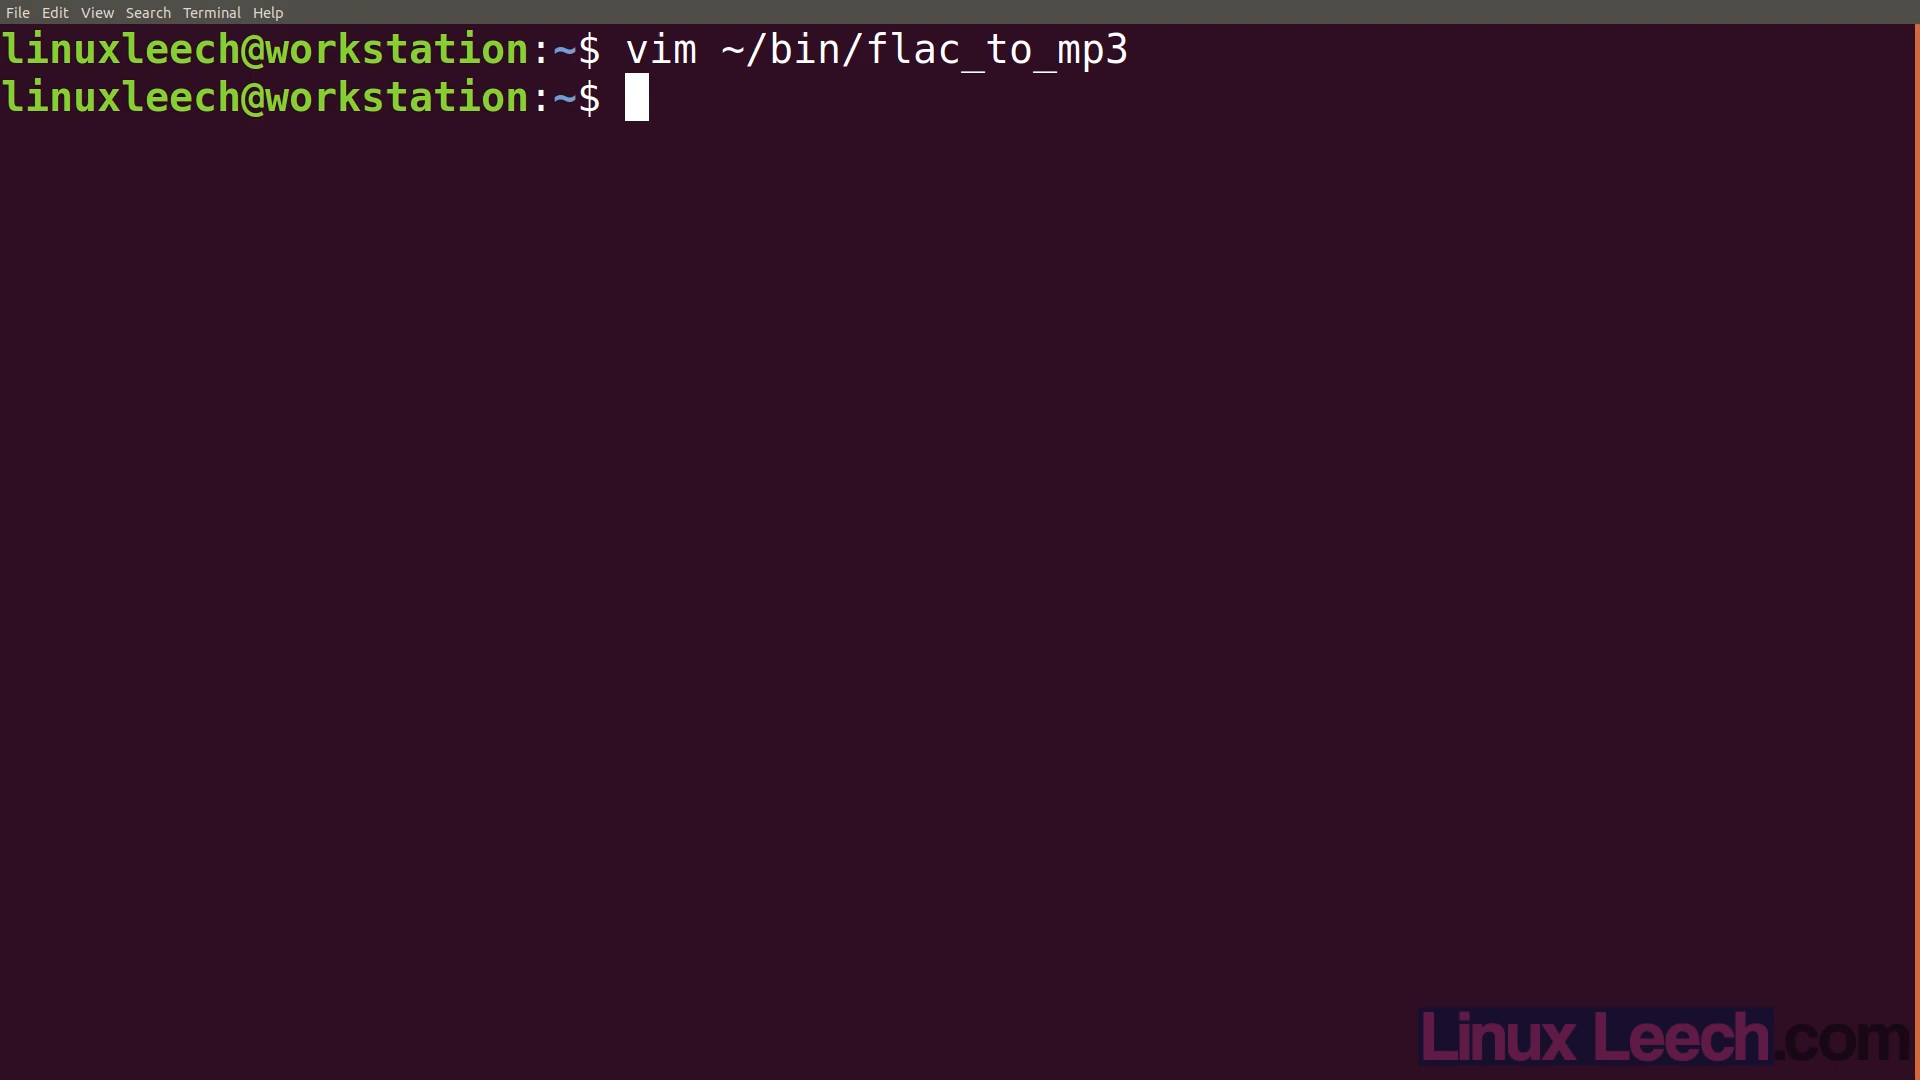 File Edit View Search Terminal Help
linuxleech@workstation:~$ vim ~/bin/flac_to_mp3
linuxleech@workstation:~$
Linux Leech.com